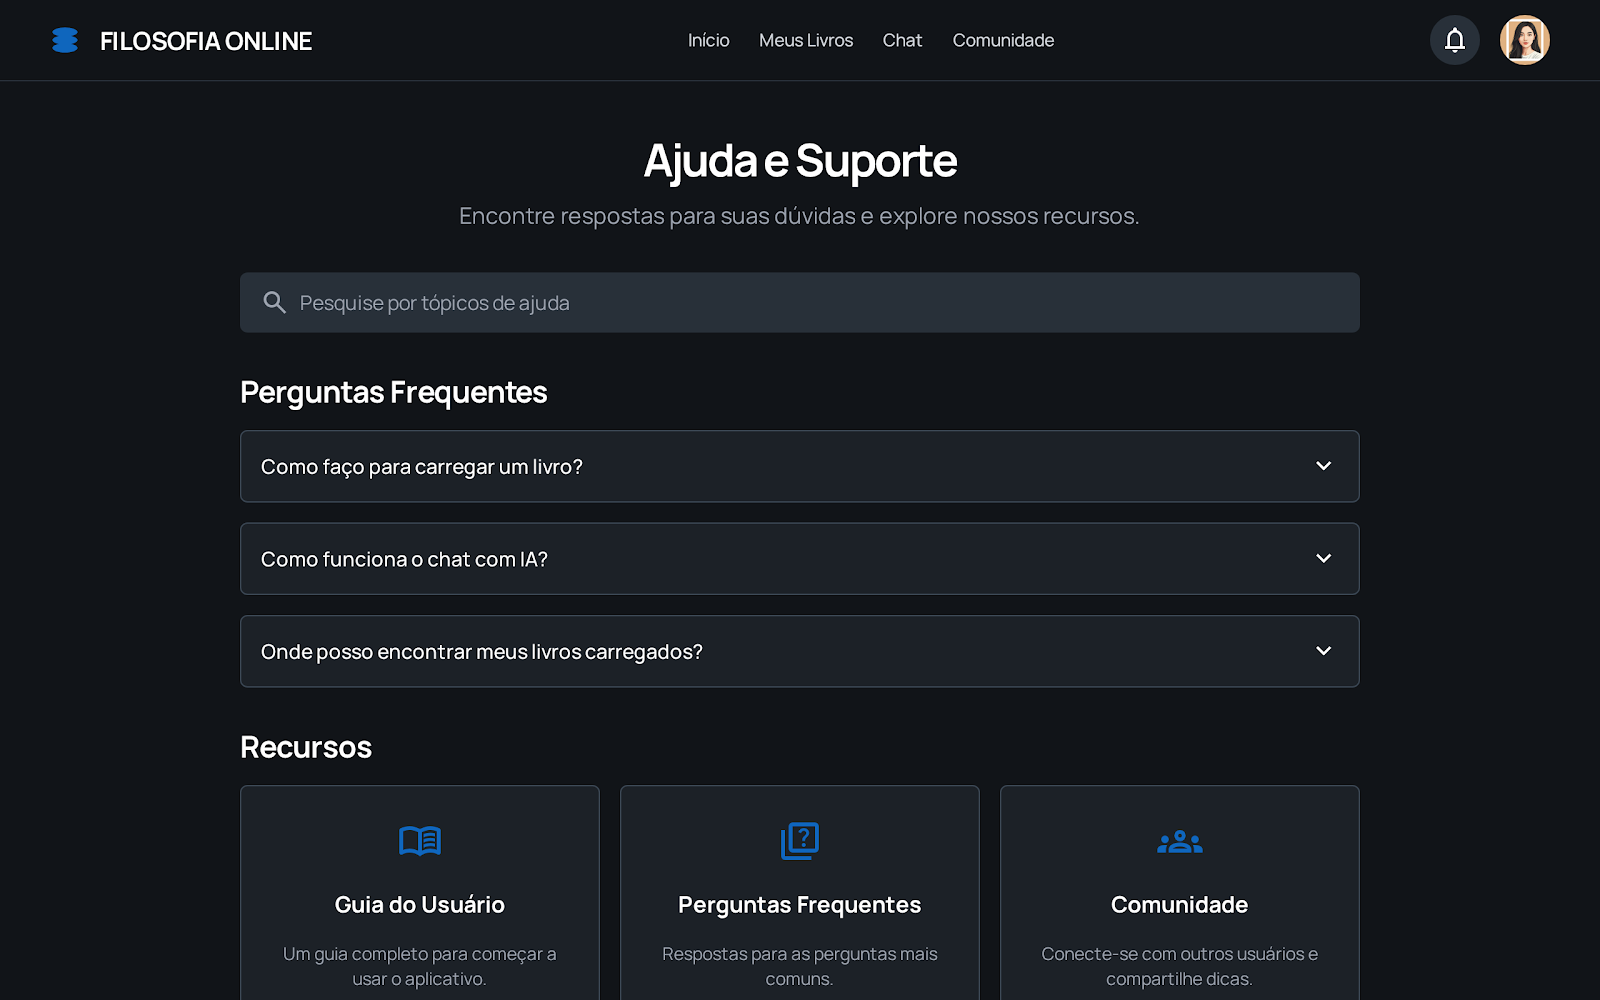 FILOSOFIA ONLINE
Início
Meus Livros
Chat
Comunidade
Ajuda e Suporte
Encontre respostas para suas dúvidas e explore nossos recursos.
Pesquise por tópicos de ajuda
Perguntas Frequentes
Como faço para carregar um livro?
Como funciona o chat com IA?
Onde posso encontrar meus livros carregados?
Recursos
Guia do Usuário
Um guia completo para começar a
usar o aplicativo.
Perguntas Frequentes
Respostas para as perguntas mais
comuns.
Comunidade
Conecte-se com outros usuários e
compartilhe dicas.